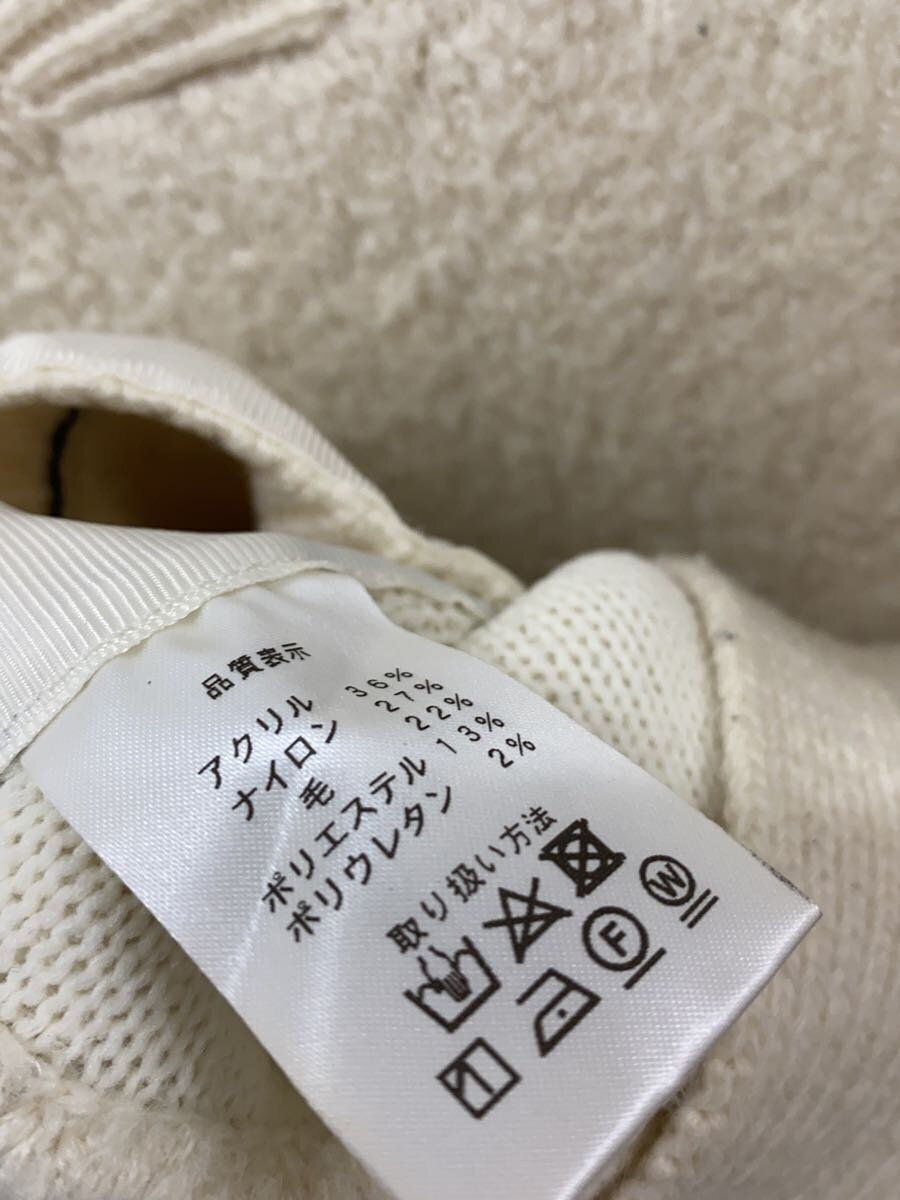 品質表示
アクリル 36%
ナイロン 27%
毛 22%
ポリエステル 13%
ポリウレタン 2%
取り扱い方法
F
W